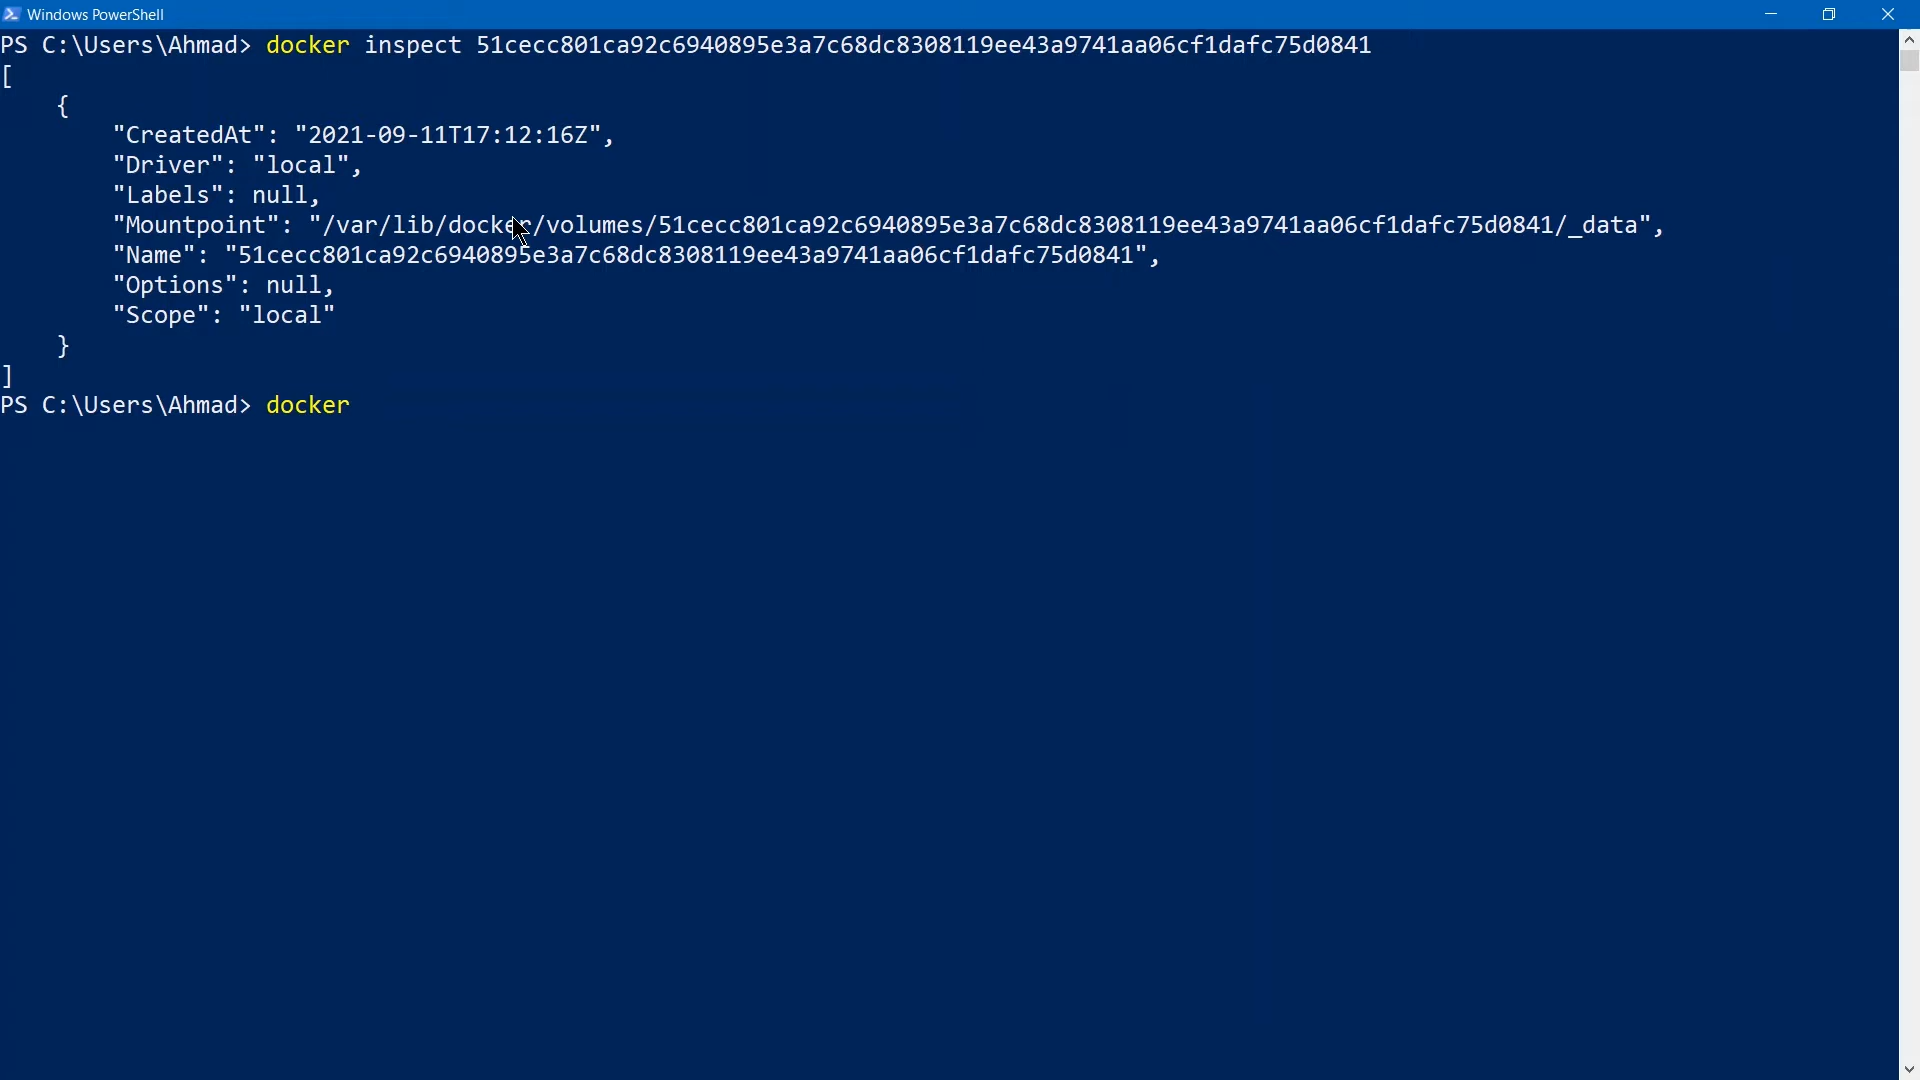 Windows PowerShell
PS C:\Users\Ahmad> docker inspect 51cecc801ca92c6940895e3a7c68dc8308119ee43a9741aa06cf1dafc75d0841
[
    {
        "CreatedAt": "2021-09-11T17:12:16Z",
        "Driver": "local",
        "Labels": null,
        "Mountpoint": "/var/lib/docker/volumes/51cecc801ca92c6940895e3a7c68dc8308119ee43a9741aa06cf1dafc75d0841/_data",
        "Name": "51cecc801ca92c6940895e3a7c68dc8308119ee43a9741aa06cf1dafc75d0841",
        "Options": null,
        "Scope": "local"
    }
]
PS C:\Users\Ahmad> docker